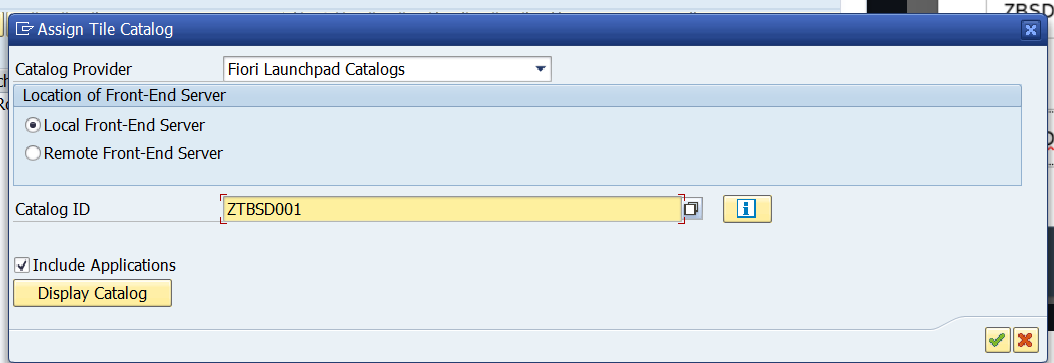 ZBSD
Assign Tile Catalog
Catalog Provider Fiori Launchpad Catalogs
Location of Front-End Server
Local Front-End Server
Remote Front-End Server
Catalog ID ZTBSD001
Include Applications
Display Catalog